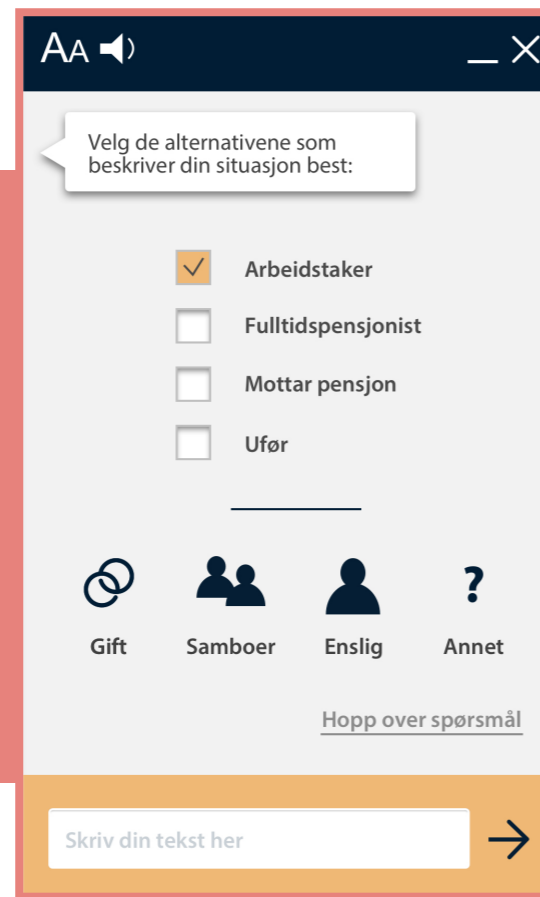 AA
Velg de alternativene som
beskriver din situasjon best:
Arbeidstaker
Fulltidspensjonist
Mottar pensjon
Ufør
?
Gift Samboer Enslig Annet
Hopp over spørsmål
Skriv din tekst her